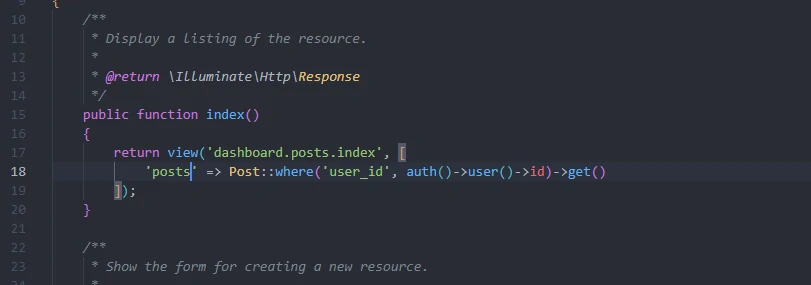 9 {
10 /**
11 * Display a listing of the resource.
12 *
13 * @return \Illuminate\Http\Response
14 */
15 public function index()
16 {
17 return view('dashboard.posts.index', [
18 'posts' => Post::where('user_id', auth()->user()->id)->get()
19 ]);
20 }
21
22 /**
23 * Show the form for creating a new resource.
24 *